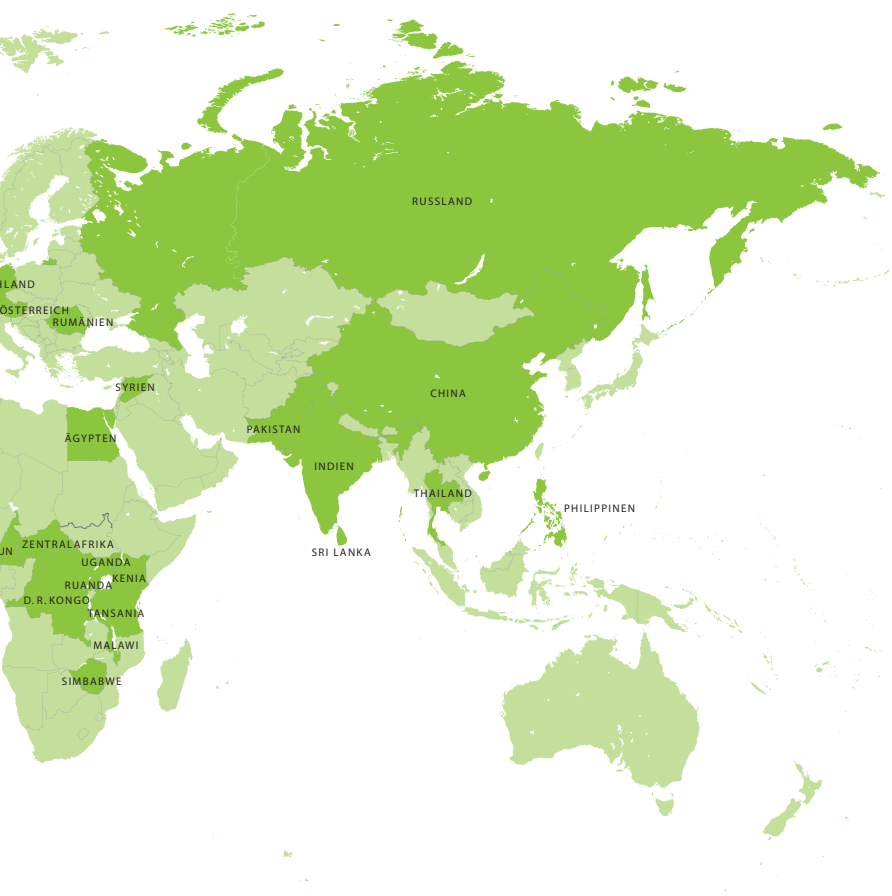 RUSSLAND
HLAND
ÖSTERREICH
RUMÄNIEN
SYRIEN
CHINA
PAKISTAN
ÄGYPTEN
INDIEN
THAILAND
PHILIPPINEN
ZENTRALAFRIKA
UN
SRI LANKA
UGANDA
KENIA
RUANDA
D.R.KONGO
TANSANIA
MALAWI
SIMBABWE